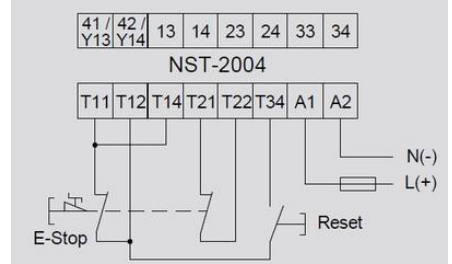 41 / 42 / 13 14 23 24 33 34
Y13 Y14
NST-2004
T11 T12 T14 T21 T22 T34 A1 A2
N(-)
L(+)
Reset
E-Stop